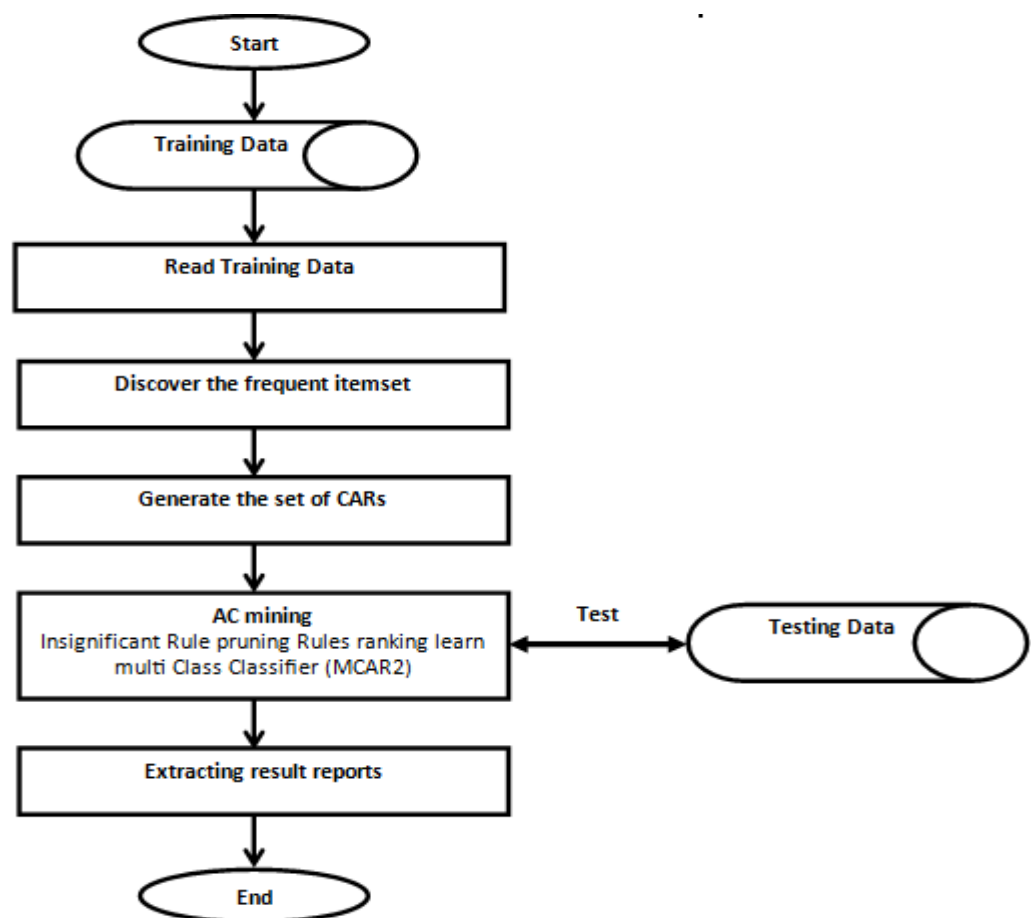 Start
Training Data
Read Training Data
Discover the frequent itemset
Generate the set of CARs
AC mining
Insignificant Rule pruning Rules ranking learn
multi Class Classifier (MCAR2)
Test
Testing Data
Extracting result reports
End